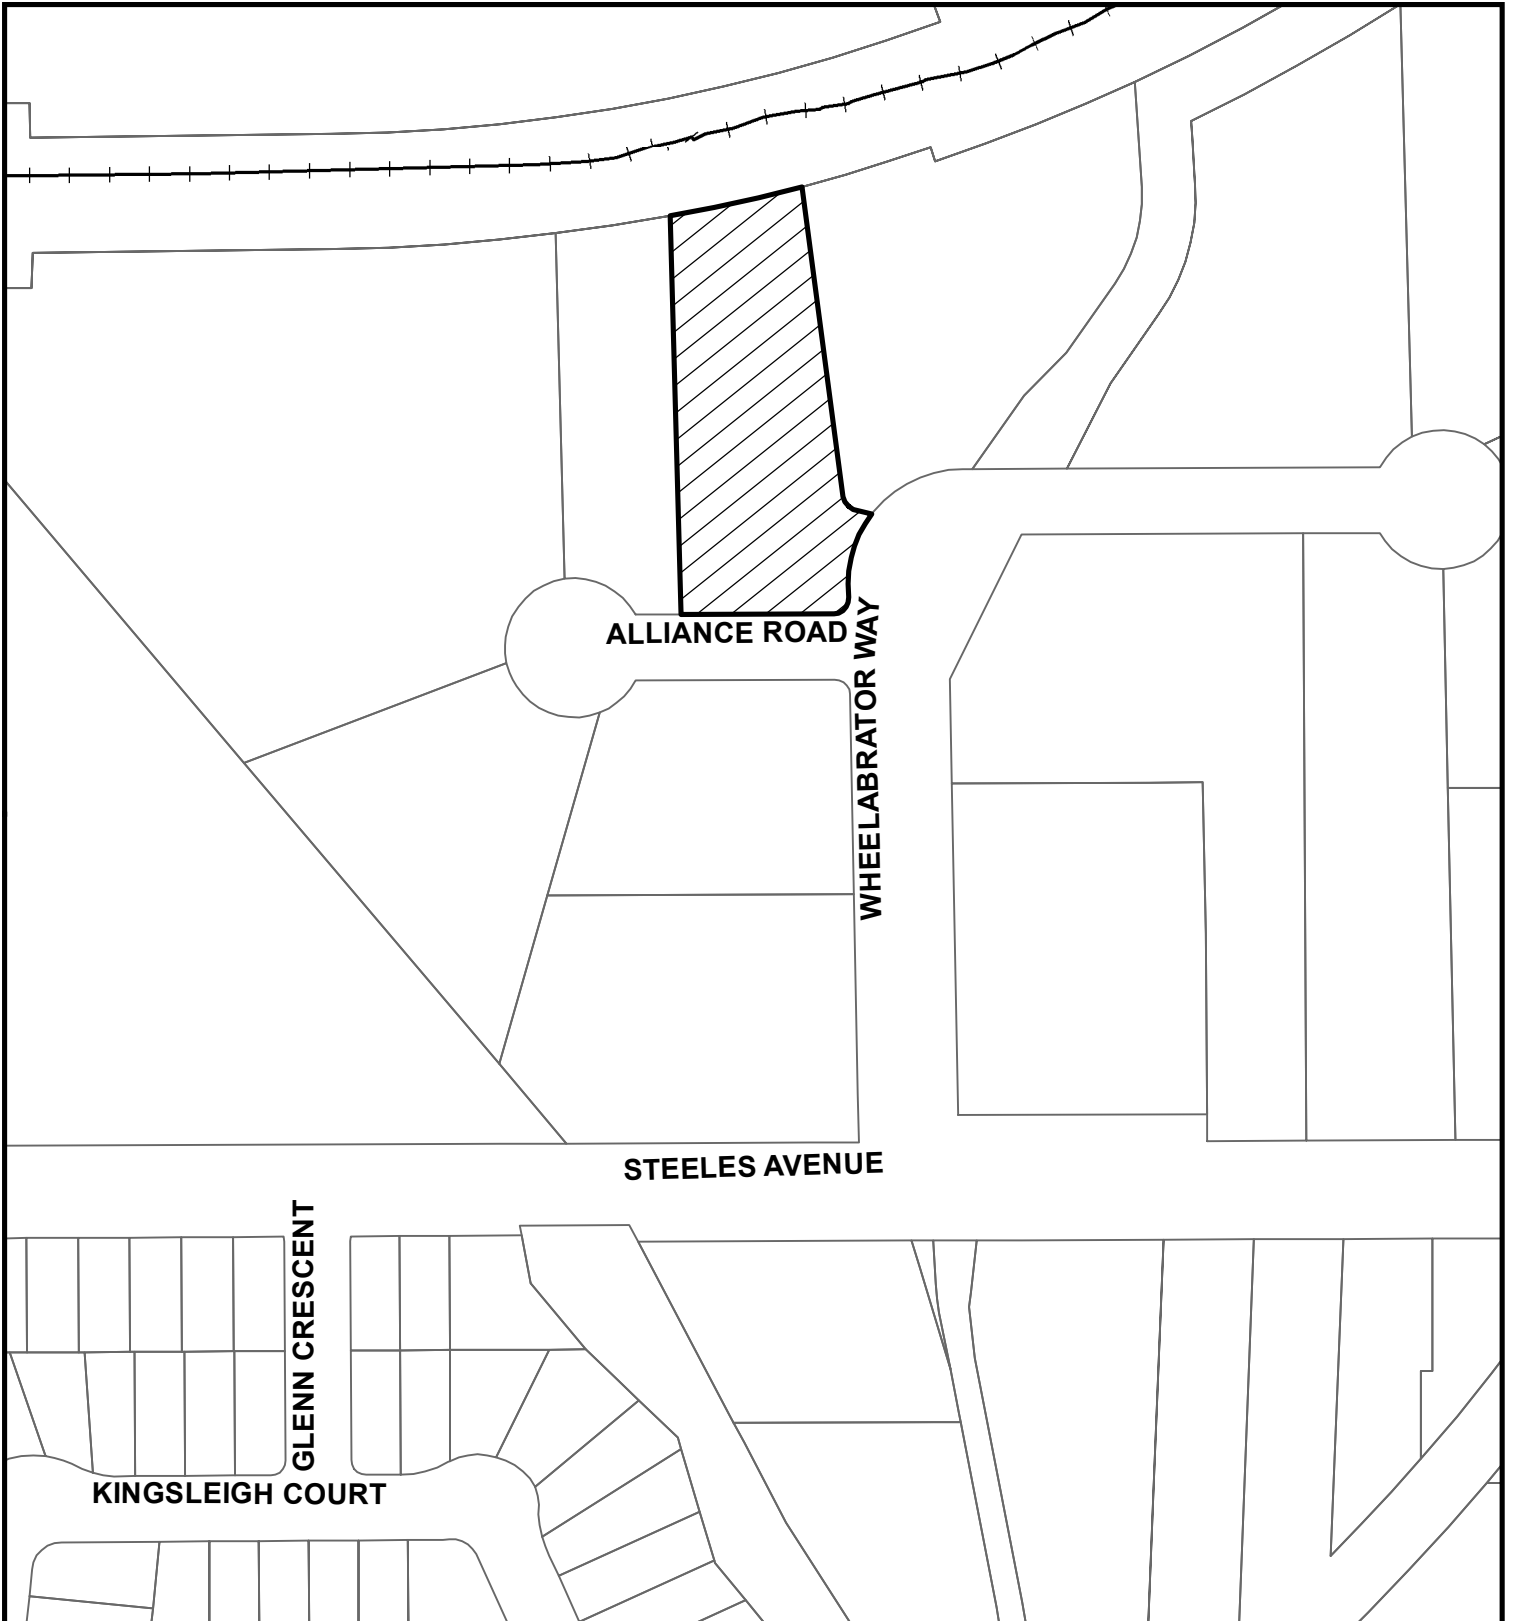 ALLIANCE ROAD
WHEELABRATOR WAY
STEELES AVENUE
GLENN CRESCENT
KINGSLEIGH COURT